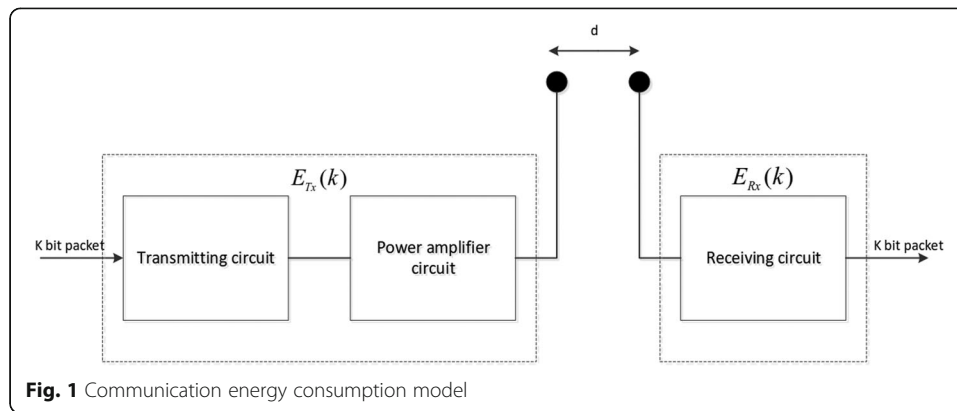 d
E_{Tx}(k)
E_{Rx}(k)
K bit packet
Transmitting circuit
Power amplifier
circuit
Receiving circuit
K bit packet
Fig. 1 Communication energy consumption model